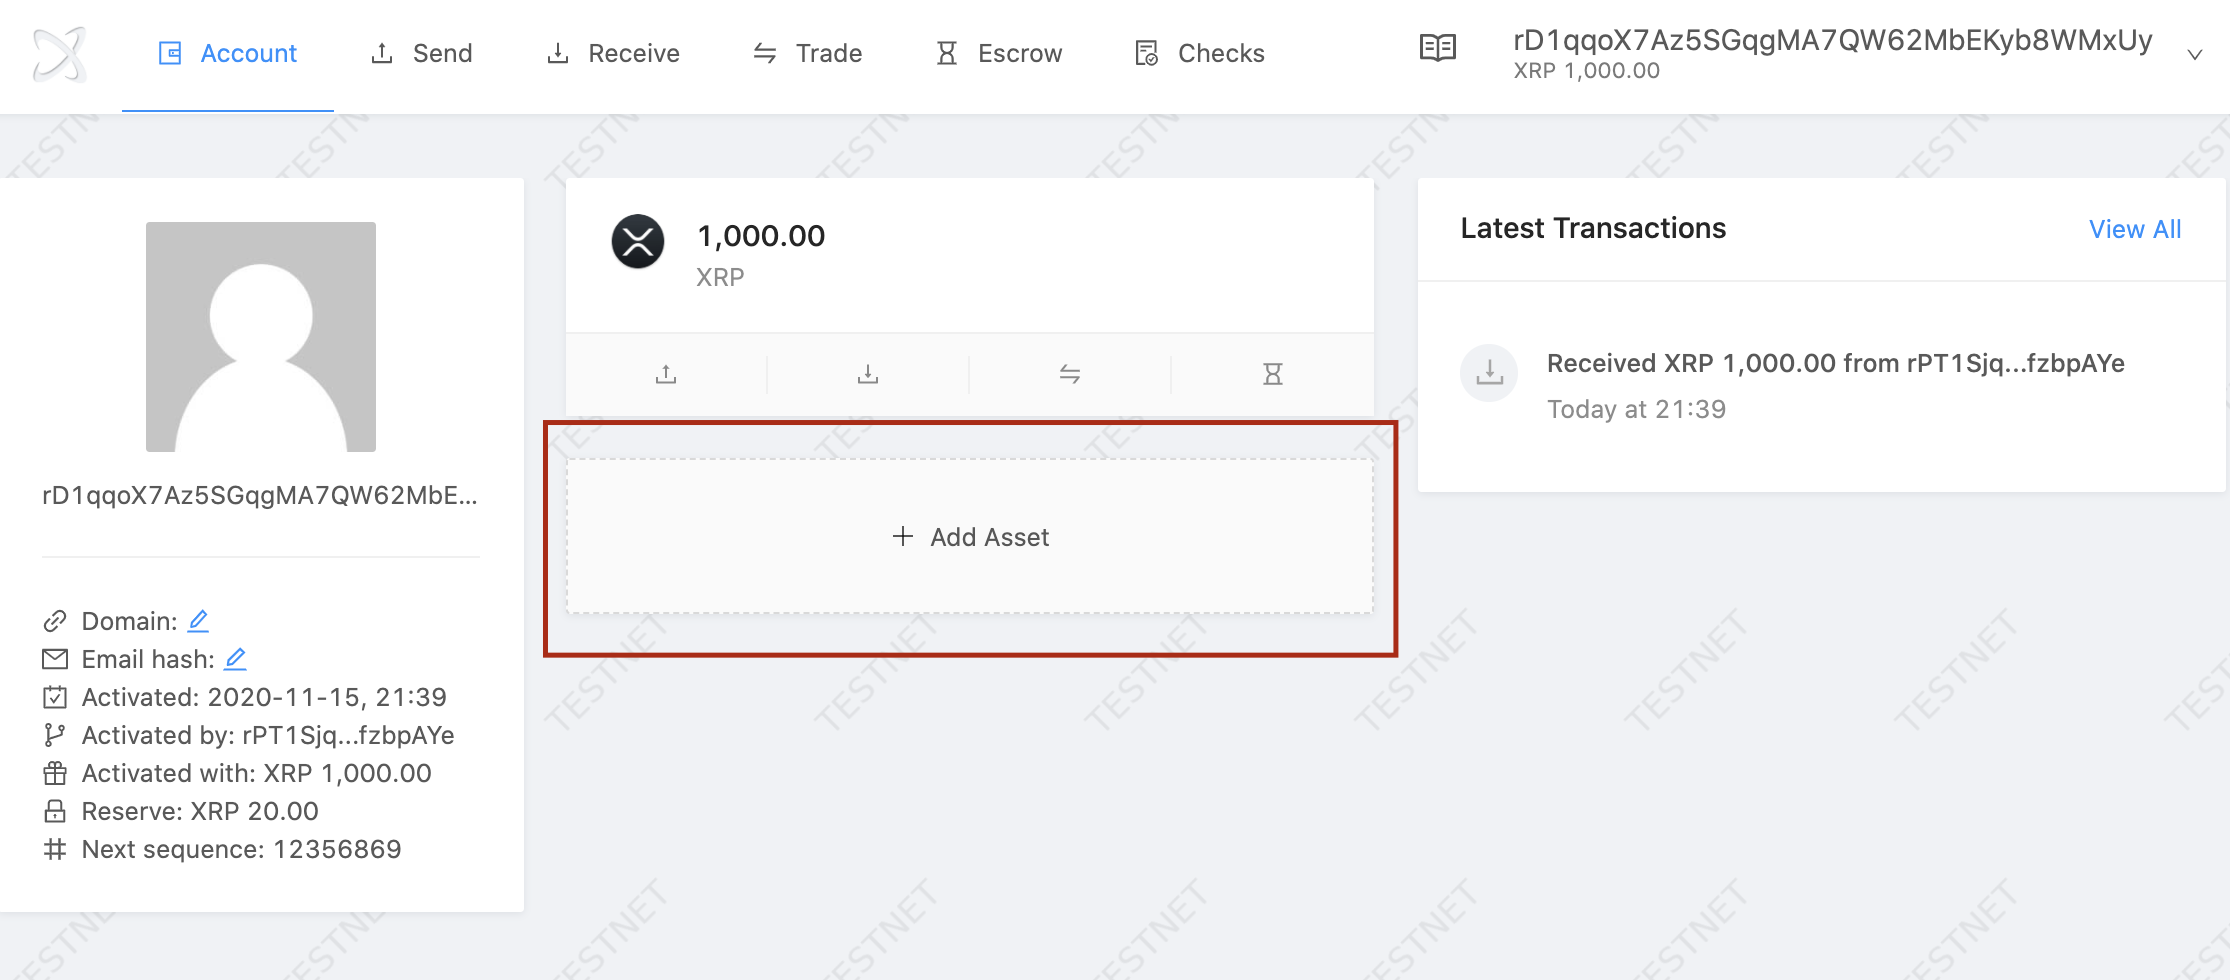 Account Send Receive Trade Escrow Checks
rD1qqoX7Az5SGqgMA7QW62MbEKyb8WMxUy
XRP 1,000.00
rD1qqoX7Az5SGqgMA7QW62MbE...
Domain:
Email hash:
Activated: 2020-11-15, 21:39
Activated by: rPT1Sjq...fzbpAYe
Activated with: XRP 1,000.00
Reserve: XRP 20.00
Next sequence: 12356869
1,000.00
XRP
+ Add Asset
Latest Transactions View All
Received XRP 1,000.00 from rPT1Sjq...fzbpAYe
Today at 21:39
TESTNET